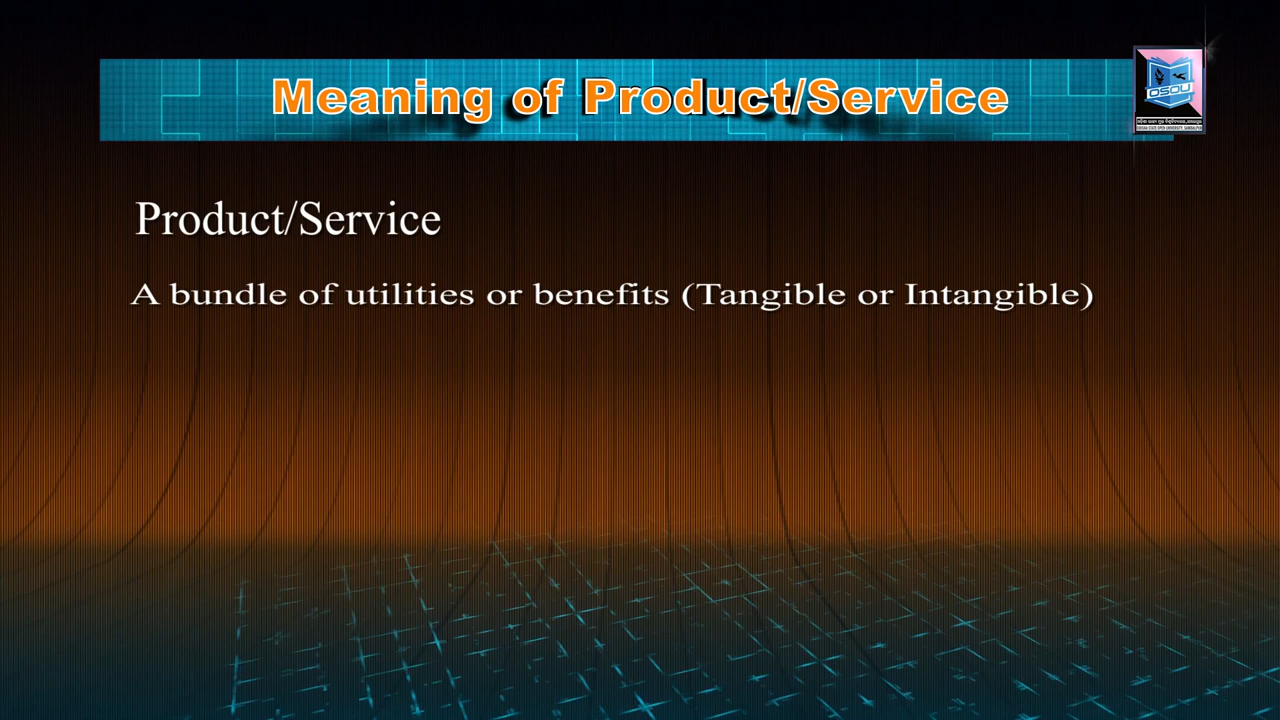 Meaning of Product/Service
OSOU
Product/Service
A bundle of utilities or benefits (Tangible or Intangible)